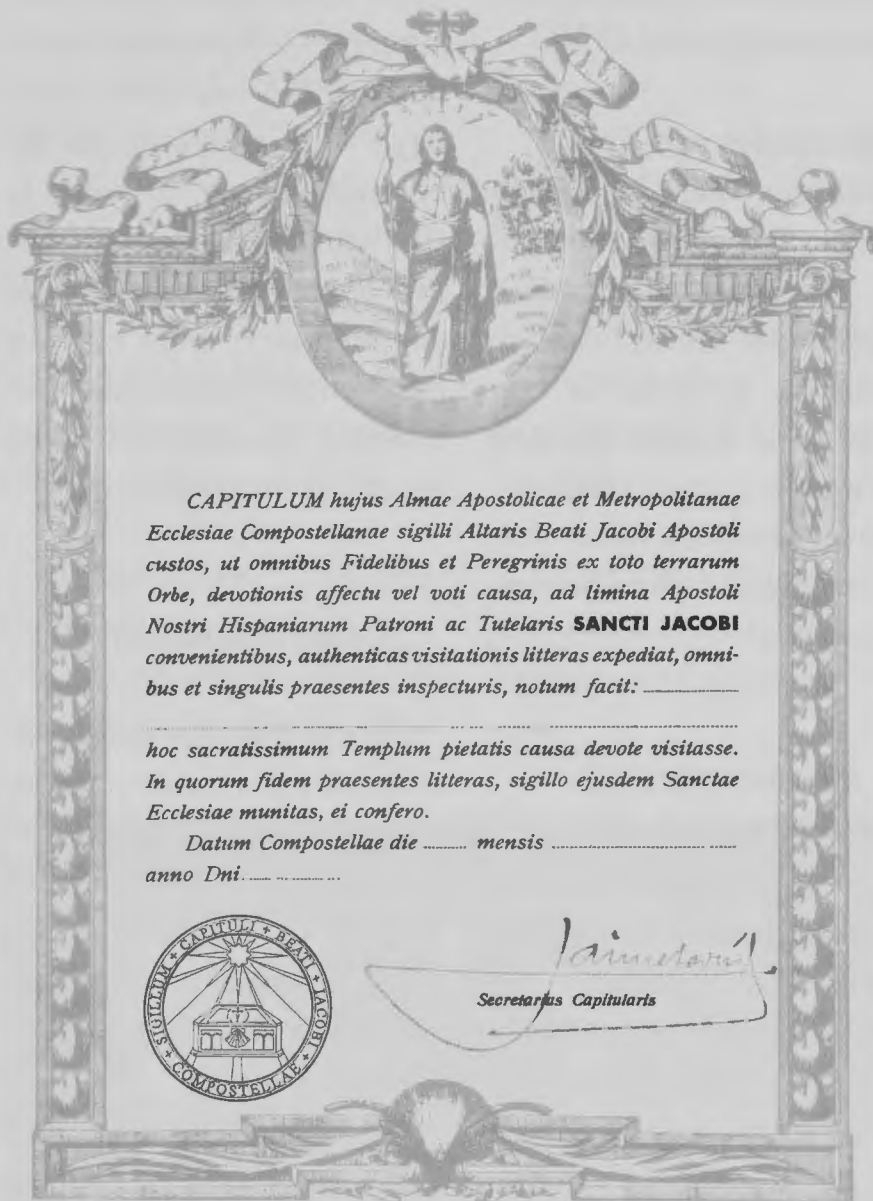 CAPITULUM hujus Almae Apostolicae et Metropolitanae
Ecclesiae Compostellanae sigilli Altaris Beati Jacobi Apostoli
custos, ut omnibus Fidelibus et Peregrinis ex toto terrarum
Orbe, devotionis affectu vel voti causa, ad limina Apostoli
Nostri Hispaniarum Patroni ac Tutelaris SANCTI JACOBI
convenientibus, authenticas visitationis litteras expediat, omni-
bus et singulis praesentes inspecturis, notum facit:
hoc sacratissimum Templum pietatis causa devote visitasse.
In quorum fidem praesentes litteras, sigillo ejusdem Sanctae
Ecclesiae munitas, ei confero.
Datum Compostellae die ........ mensis ........
anno Dni. ........
SIGILLUM + CAPITULI + BEATI + JACOBI + COMPOSTELLAE +
Secretarius Capitularis